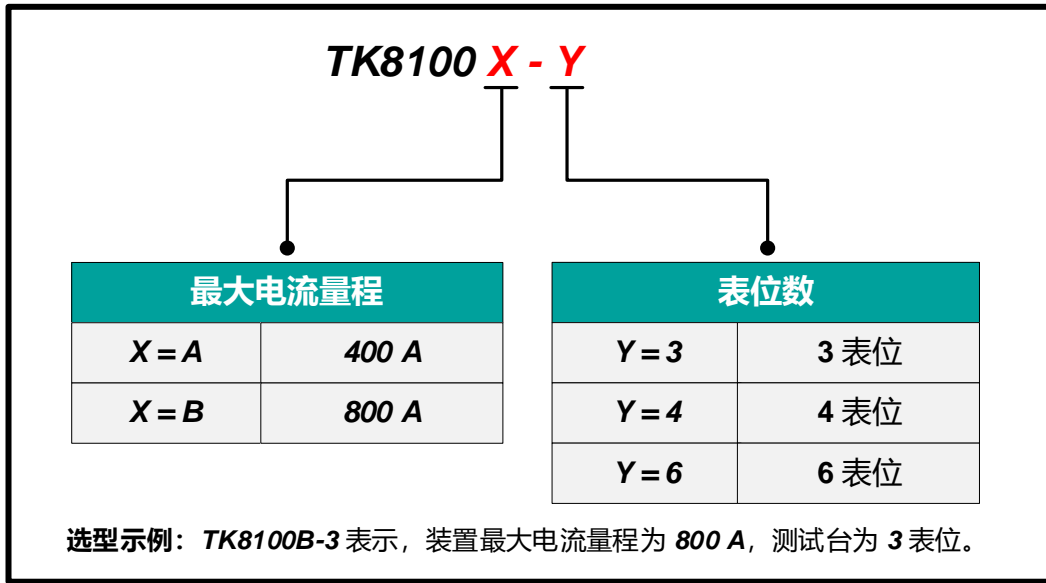 TK8100 X - Y
最大电流量程
X = A 400 A
X = B 800 A
表位数
Y = 3 3 表位
Y = 4 4 表位
Y = 6 6 表位
选型示例：TK8100B-3 表示，装置最大电流量程为 800 A，测试台为 3 表位。